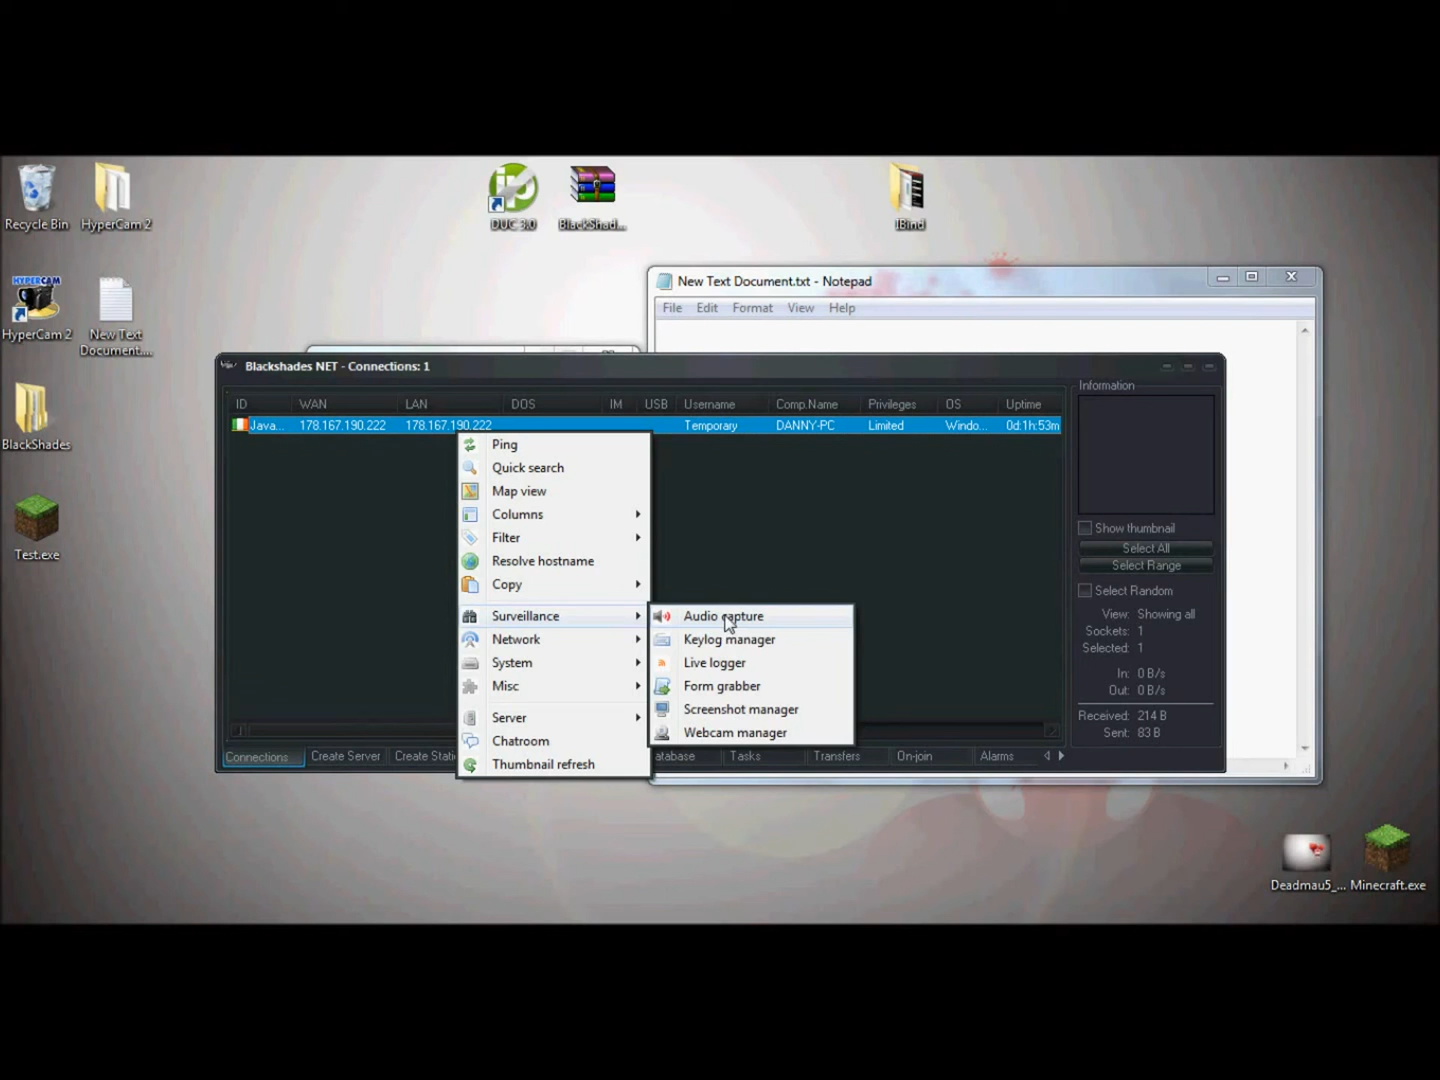 Recycle Bin
HyperCam 2
DUC 3.0
BlackShad...
IBind
HYPERCAM
HyperCam 2
New Text
Document....
BlackShades
Test.exe
New Text Document.txt - Notepad
File Edit Format View Help
Blackshades NET - Connections: 1
ID WAN LAN DOS IM USB Username Comp.Name Privileges OS Uptime
Java... 178.167.190.222 178.167.190.222 Temporary DANNY-PC Limited Windo... 0d:1h:53m
Ping
Quick search
Map view
Columns
Filter
Resolve hostname
Copy
Surveillance
Network
System
Misc
Server
Chatroom
Thumbnail refresh
Audio capture
Keylog manager
Live logger
Form grabber
Screenshot manager
Webcam manager
Information
Show thumbnail
Select All
Select Range
Select Random
View: Showing all
Sockets: 1
Selected: 1
In: 0 B/s
Out: 0 B/s
Received: 214 B
Sent: 83 B
Connections Create Server Create Stati atabase Tasks Transfers On-join Alarms
Deadmau5_...
Minecraft.exe